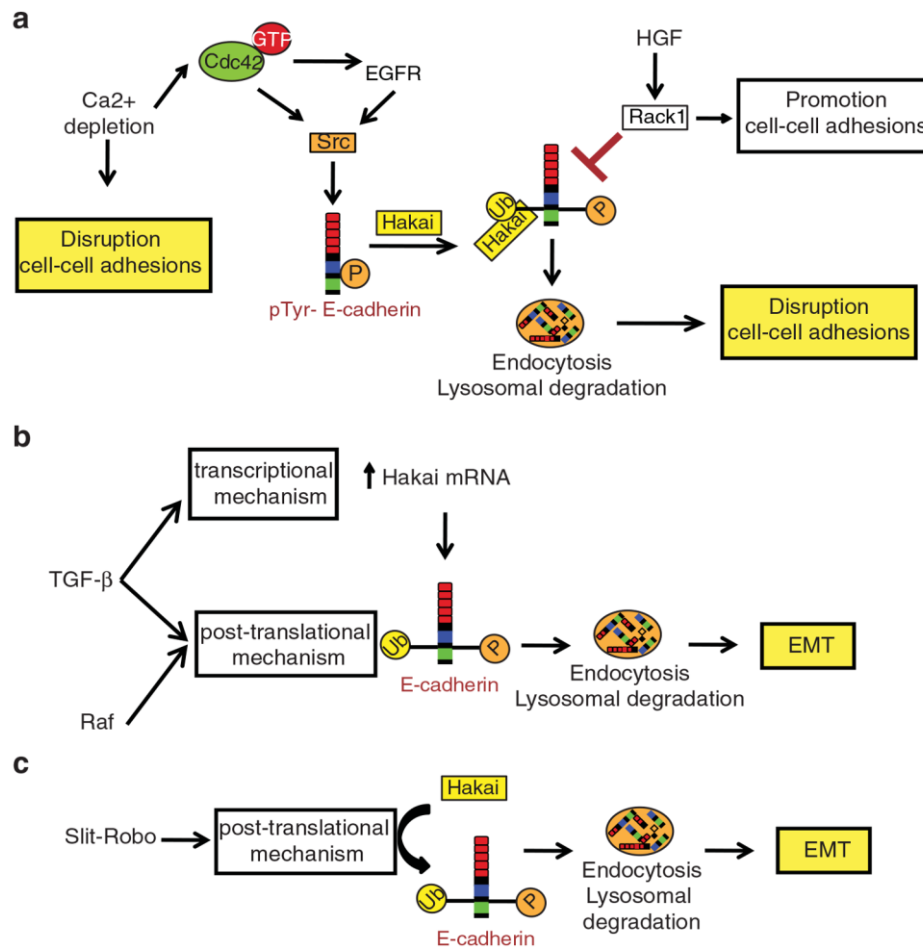 a
GTP
Cdc42
EGFR
Ca2+
depletion
Src
HGF
Rack1
Promotion
cell-cell adhesions
Disruption
cell-cell adhesions
Hakai
P
pTyr- E-cadherin
Ub
Hakai
P
Endocytosis
Lysosomal degradation
Disruption
cell-cell adhesions
b
transcriptional
mechanism
Hakai mRNA
TGF-β
post-translational
mechanism
Ub
P
E-cadherin
Endocytosis
Lysosomal degradation
EMT
Raf
c
Hakai
Slit-Robo
post-translational
mechanism
Ub
P
E-cadherin
Endocytosis
Lysosomal
degradation
EMT